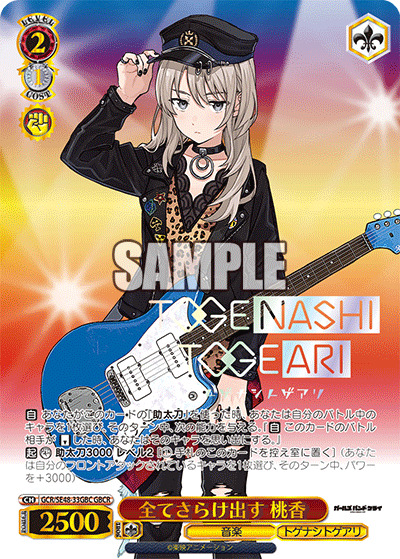 LEVEL
2
1
COST
SAMPLE
TOGENASHI
TOGEARI
トゲナシトゲアリ
【自】 あなたがこのカードの「助太刀」を使った時、あなたは自分のバトル中の
キャラを1枚選び、そのターン中、次の能力を与える。『【自】 このカードのバトル
相手が【リバース】した時、あなたはそのキャラを思い出にする。』
【起】 助太刀3000 レベル2 [(1) 手札のこのカードを控え室に置く] (あなた
は自分のフロントアタックされているキャラを1枚選び、そのターン中、パワー
を+3000)
CH
GCR/SE48-33GBC GBCR
POWER
2500
SOUL
全てさらけ出す 桃香
ガールズバンドクライ
音楽
トゲナシトゲアリ
©東映アニメーション